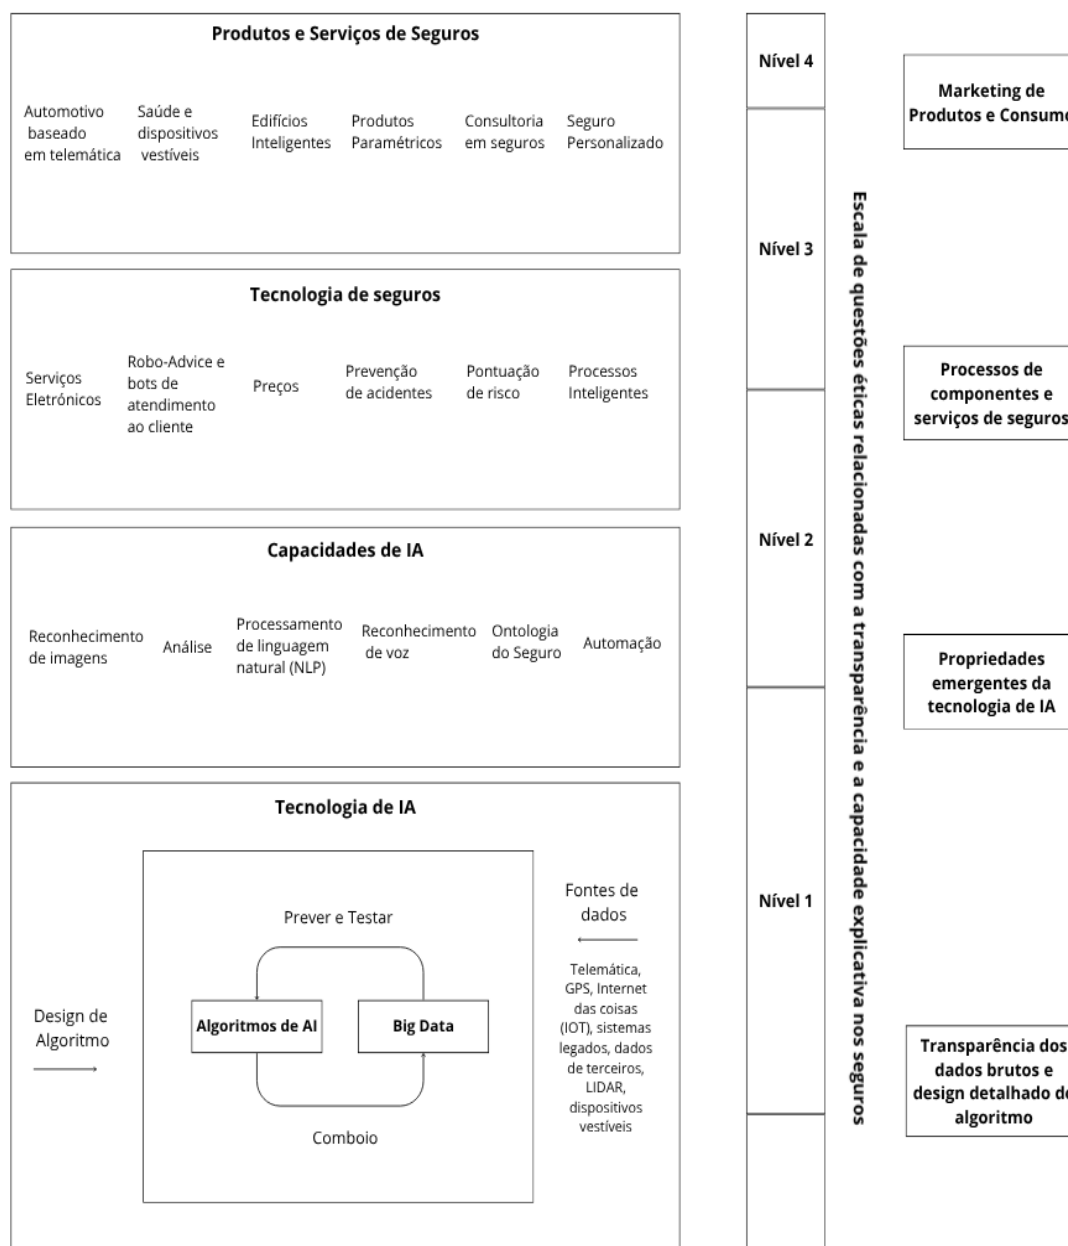 Produtos e Serviços de Seguros
Automotivo
baseado
em telemática
Saúde e
dispositivos
vestíveis
Edifícios
Inteligentes
Produtos
Paramétricos
Consultoria
em seguros
Seguro
Personalizado
Tecnologia de seguros
Serviços
Eletrónicos
Robo-Advice e
bots de
atendimento
ao cliente
Preços
Prevenção
de acidentes
Pontuação
de risco
Processos
Inteligentes
Capacidades de IA
Reconhecimento
de imagens
Análise
Processamento
de linguagem
natural (NLP)
Reconhecimento
de voz
Ontologia
do Seguro
Automação
Tecnologia de IA
Design de
Algoritmo
Prever e Testar
Algoritmos de AI
Big Data
Comboio
Fontes de
dados
Telemática,
GPS, Internet
das coisas
(IOT), sistemas
legados, dados
de terceiros,
LIDAR,
dispositivos
vestíveis
Nível 4
Nível 3
Nível 2
Nível 1
Escala de questões éticas relacionadas com a transparência e a capacidade explicativa nos seguros
Marketing de
Produtos e Consumo
Processos de
componentes e
serviços de seguros
Propriedades
emergentes da
tecnologia de IA
Transparência dos
dados brutos e
design detalhado do
algoritmo